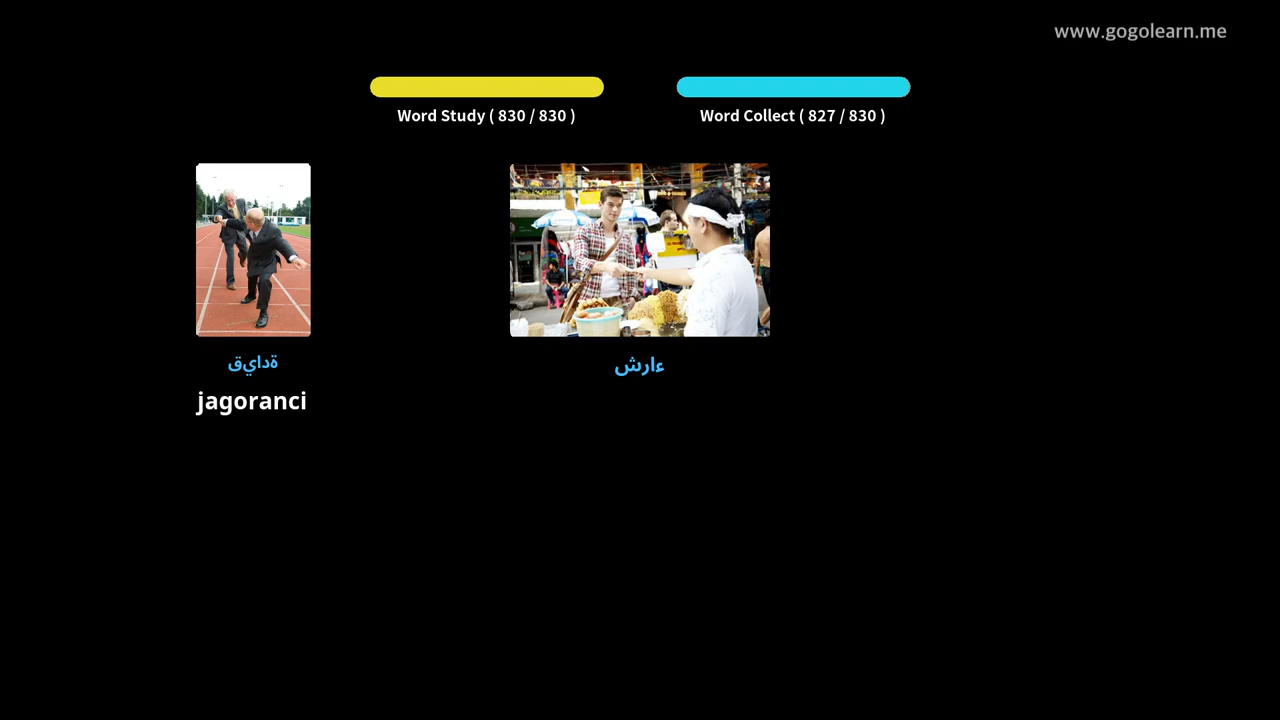 www.gogolearn.me
Word Study ( 830 / 830 )
Word Collect ( 827 / 830 )
ةدايق
jagoranci
ءارش